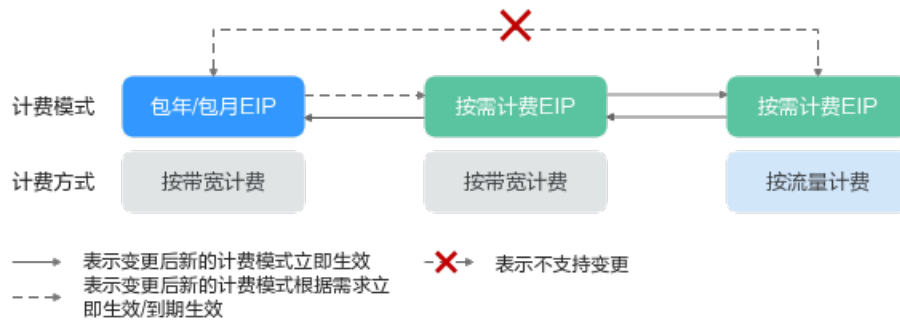 计费模式
包年/包月EIP
按需计费EIP
按需计费EIP
计费方式
按带宽计费
按带宽计费
按流量计费
表示变更后新的计费模式立即生效
表示不支持变更
表示变更后新的计费模式根据需求立
即生效/到期生效